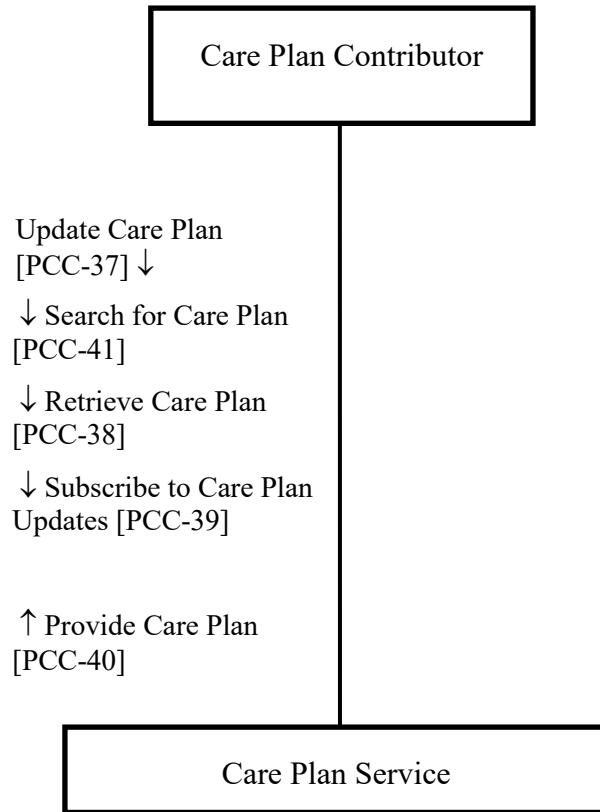 Care Plan Contributor
Update Care Plan
[PCC-37] ↓
↓ Search for Care Plan
[PCC-41]
↓ Retrieve Care Plan
[PCC-38]
↓ Subscribe to Care Plan
Updates [PCC-39]
↑ Provide Care Plan
[PCC-40]
Care Plan Service